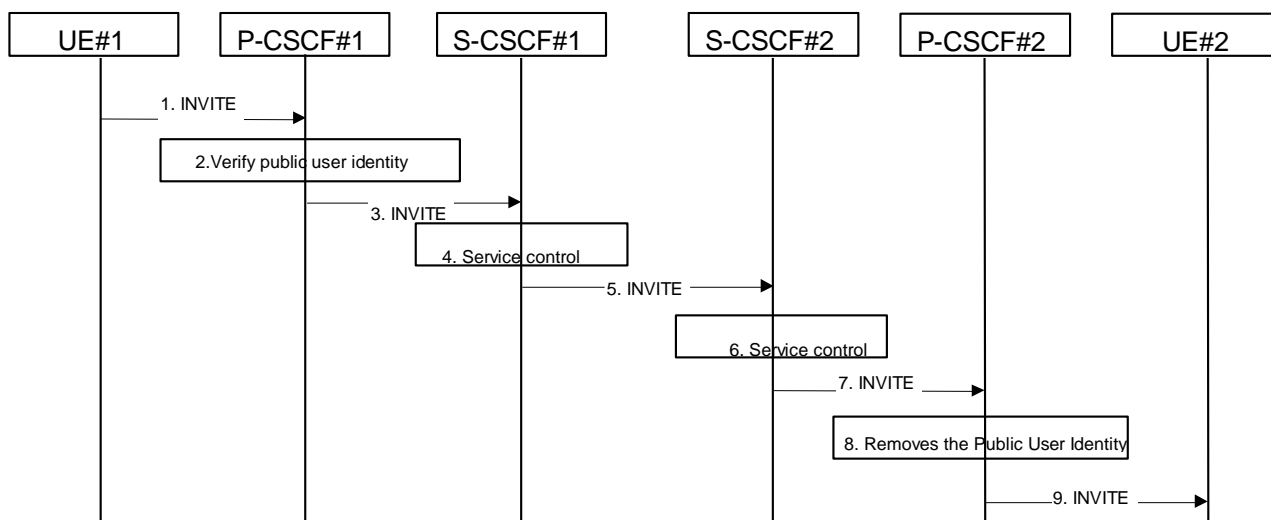 UE#1
P-CSCF#1
S-CSCF#1
S-CSCF#2
P-CSCF#2
UE#2
1. INVITE
2.Verify public user identity
3. INVITE
4. Service control
5. INVITE
6. Service control
7. INVITE
8. Removes the Public User Identity
9. INVITE